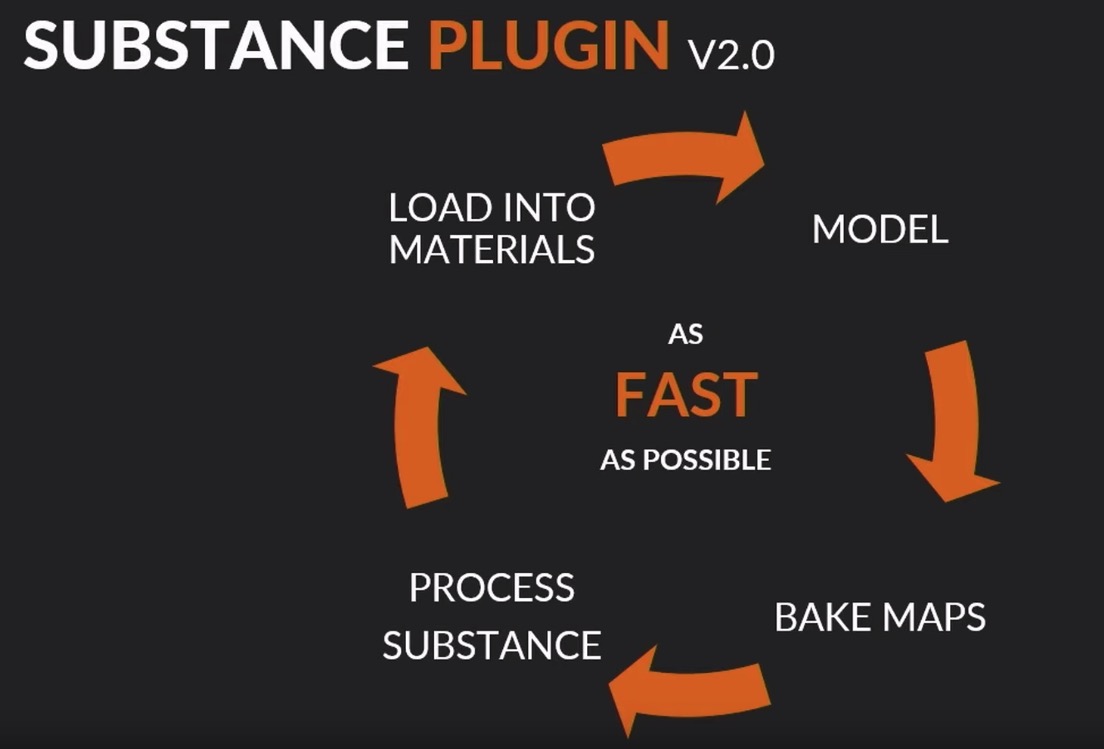 SUBSTANCE PLUGIN V2.0
LOAD INTO
MATERIALS
MODEL
AS
FAST
AS POSSIBLE
PROCESS
SUBSTANCE
BAKE MAPS